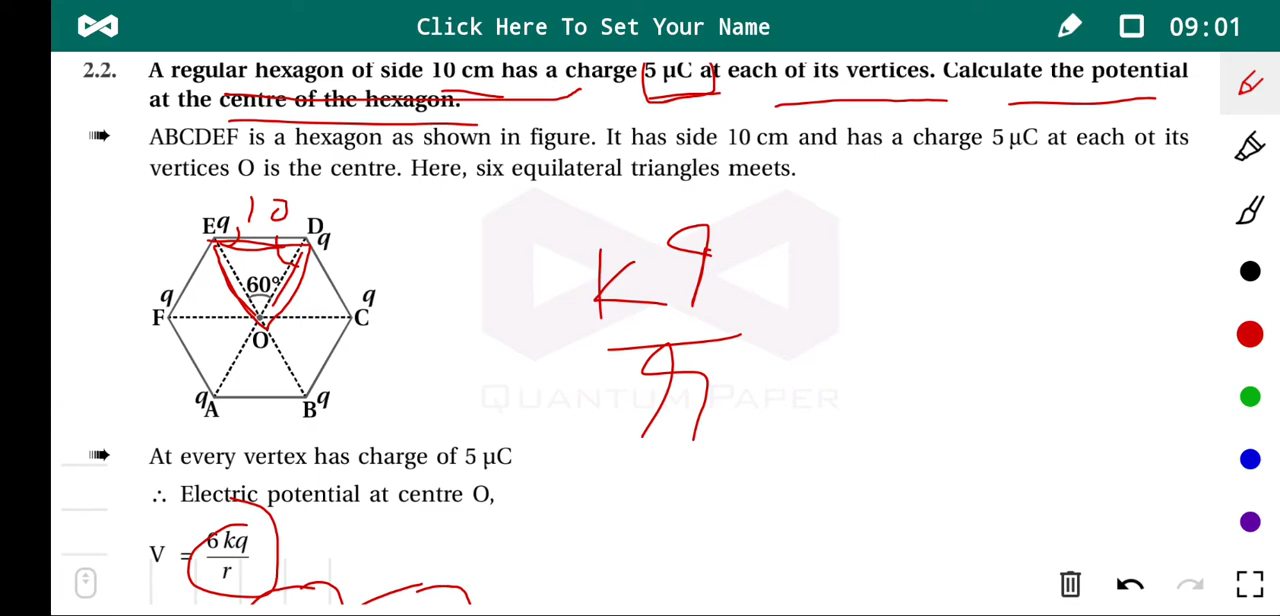 Click Here To Set Your Name
09:01
2.2. A regular hexagon of side 10 cm has a charge 5 μC at each of its vertices. Calculate the potential
at the centre of the hexagon.
ABCDEF is a hexagon as shown in figure. It has side 10 cm and has a charge 5 μC at each ot its
vertices O is the centre. Here, six equilateral triangles meets.
10
E q D q
60°
q F O C q
q A B q
K q
r
QUANTUM PAPER
At every vertex has charge of 5 μC
∴ Electric potential at centre O,
V = 6 kq
r